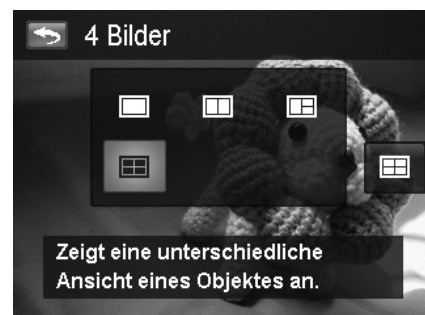 4 Bilder
Zeigt eine unterschiedliche
Ansicht eines Objektes an.